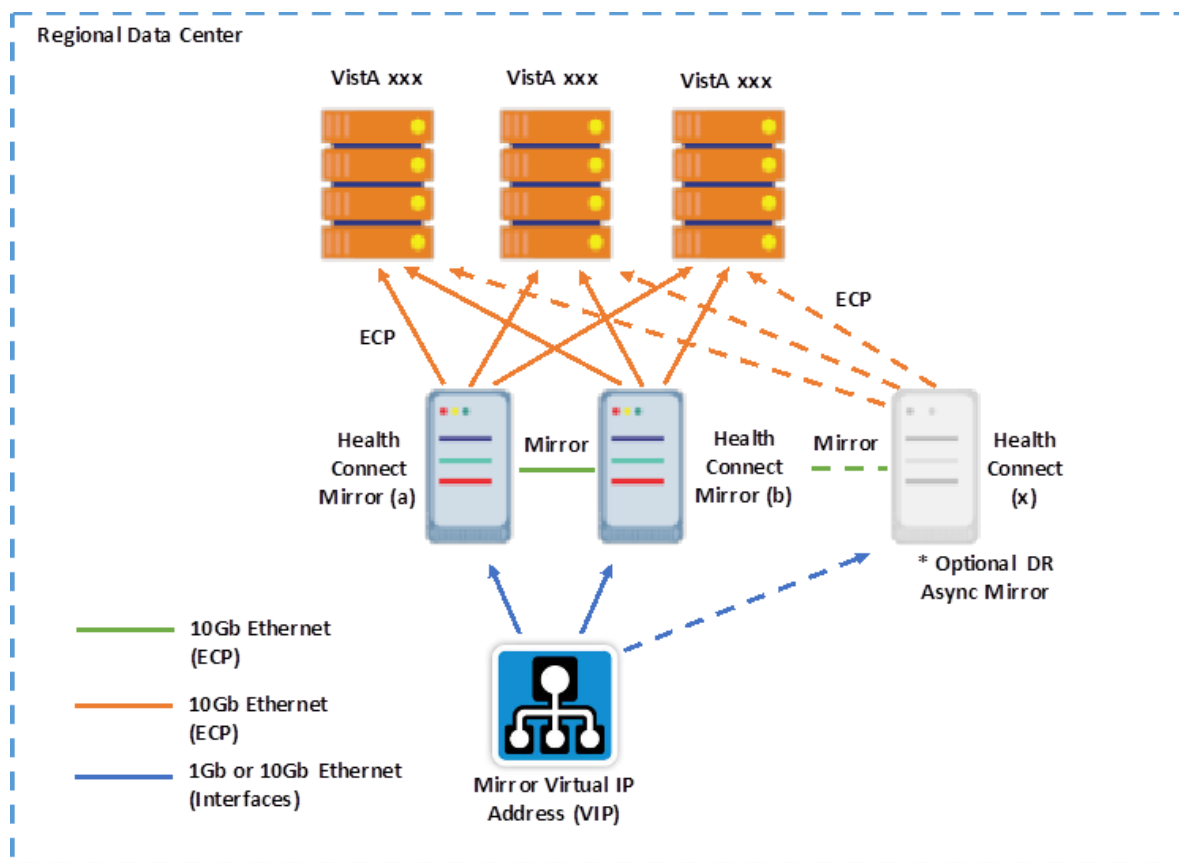 Regional Data Center
VistA xxx
VistA xxx
VistA xxx
ECP
ECP
Health
Connect
Mirror (a)
Mirror
Health
Connect
Mirror (b)
Mirror
Health
Connect
(x)
* Optional DR
Async Mirror
10Gb Ethernet
(ECP)
10Gb Ethernet
(ECP)
1Gb or 10Gb Ethernet
(Interfaces)
Mirror Virtual IP
Address (VIP)